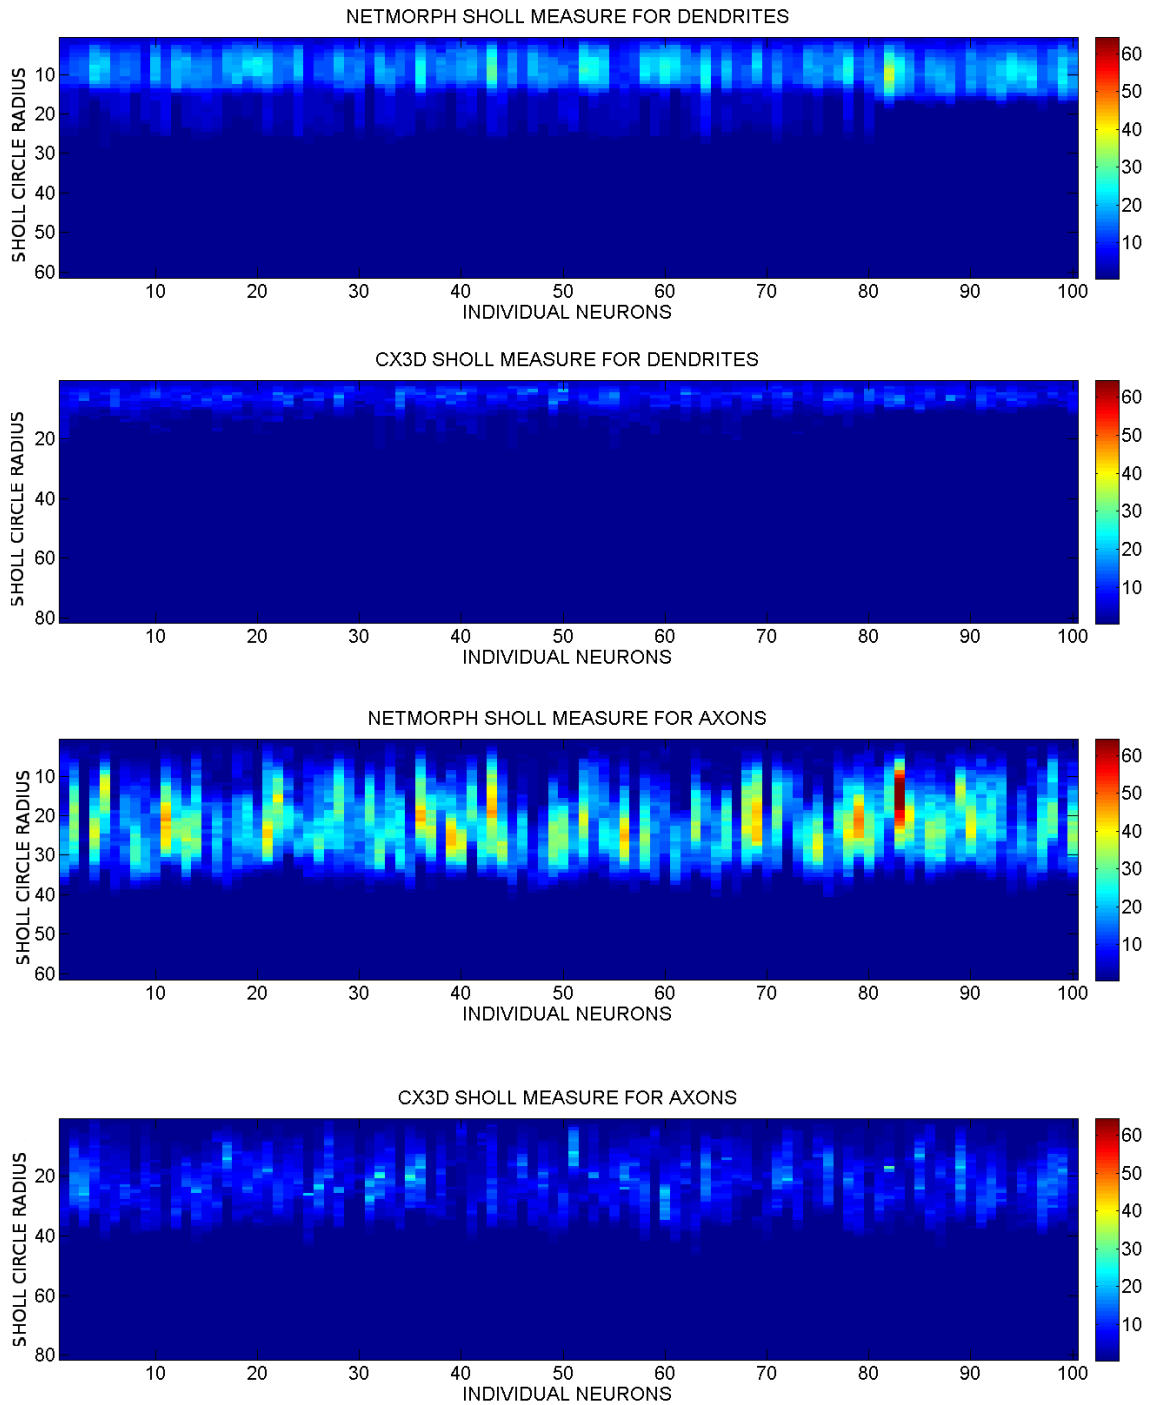 NETMORPH SHOLL MEASURE FOR DENDRITES
SHOLL CIRCLE RADIUS
10
20
30
40
50
60
10 20 30 40 50 60 70 80 90 100
INDIVIDUAL NEURONS
60
50
40
30
20
10
CX3D SHOLL MEASURE FOR DENDRITES
SHOLL CIRCLE RADIUS
20
40
60
80
10 20 30 40 50 60 70 80 90 100
INDIVIDUAL NEURONS
60
50
40
30
20
10
NETMORPH SHOLL MEASURE FOR AXONS
SHOLL CIRCLE RADIUS
10
20
30
40
50
60
10 20 30 40 50 60 70 80 90 100
INDIVIDUAL NEURONS
60
50
40
30
20
10
CX3D SHOLL MEASURE FOR AXONS
SHOLL CIRCLE RADIUS
20
40
60
80
10 20 30 40 50 60 70 80 90 100
INDIVIDUAL NEURONS
60
50
40
30
20
10